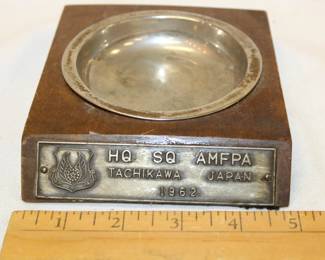 HQ SQ AMFPA
TACHIKAWA JAPAN
1962
1 2 3 4 5